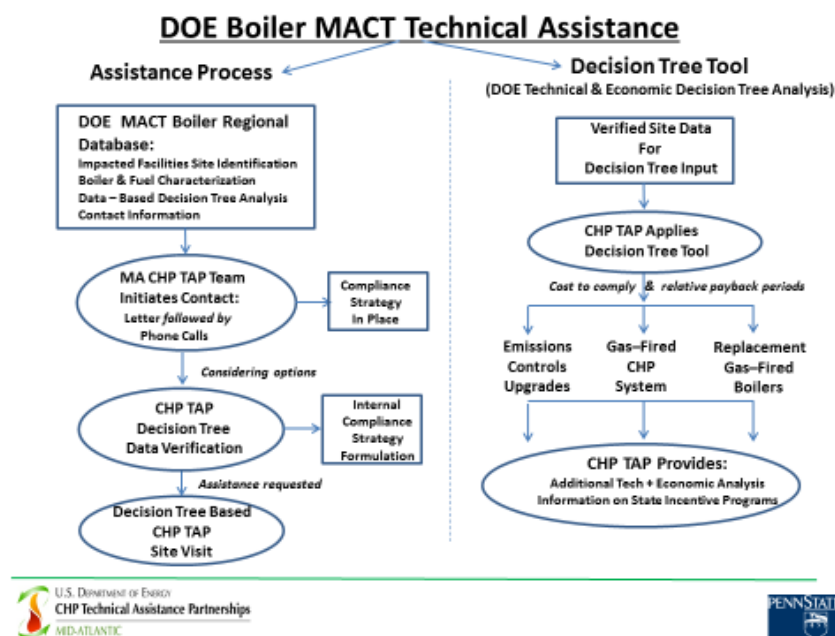 DOE Boiler MACT Technical Assistance
Assistance Process
DOE MACT Boiler Regional
Database:
Impacted Facilities Site Identification
Boiler & Fuel Characterization
Data – Based Decision Tree Analysis
Contact Information
MA CHP TAP Team
Initiates Contact:
Letter followed by
Phone Calls
Compliance
Strategy
In Place
Considering options
CHP TAP
Decision Tree
Data Verification
Internal
Compliance
Strategy
Formulation
Assistance requested
Decision Tree Based
CHP TAP
Site Visit
Decision Tree Tool
(DOE Technical & Economic Decision Tree Analysis)
Verified Site Data
For
Decision Tree Input
CHP TAP Applies
Decision Tree Tool
Cost to comply & relative payback periods
Emissions
Controls
Upgrades
Gas–Fired
CHP
System
Replacement
Gas–Fired
Boilers
CHP TAP Provides:
Additional Tech + Economic Analysis
Information on State Incentive Programs
U.S. DEPARTMENT OF ENERGY
CHP Technical Assistance Partnerships
MID-ATLANTIC
PENNSTATE